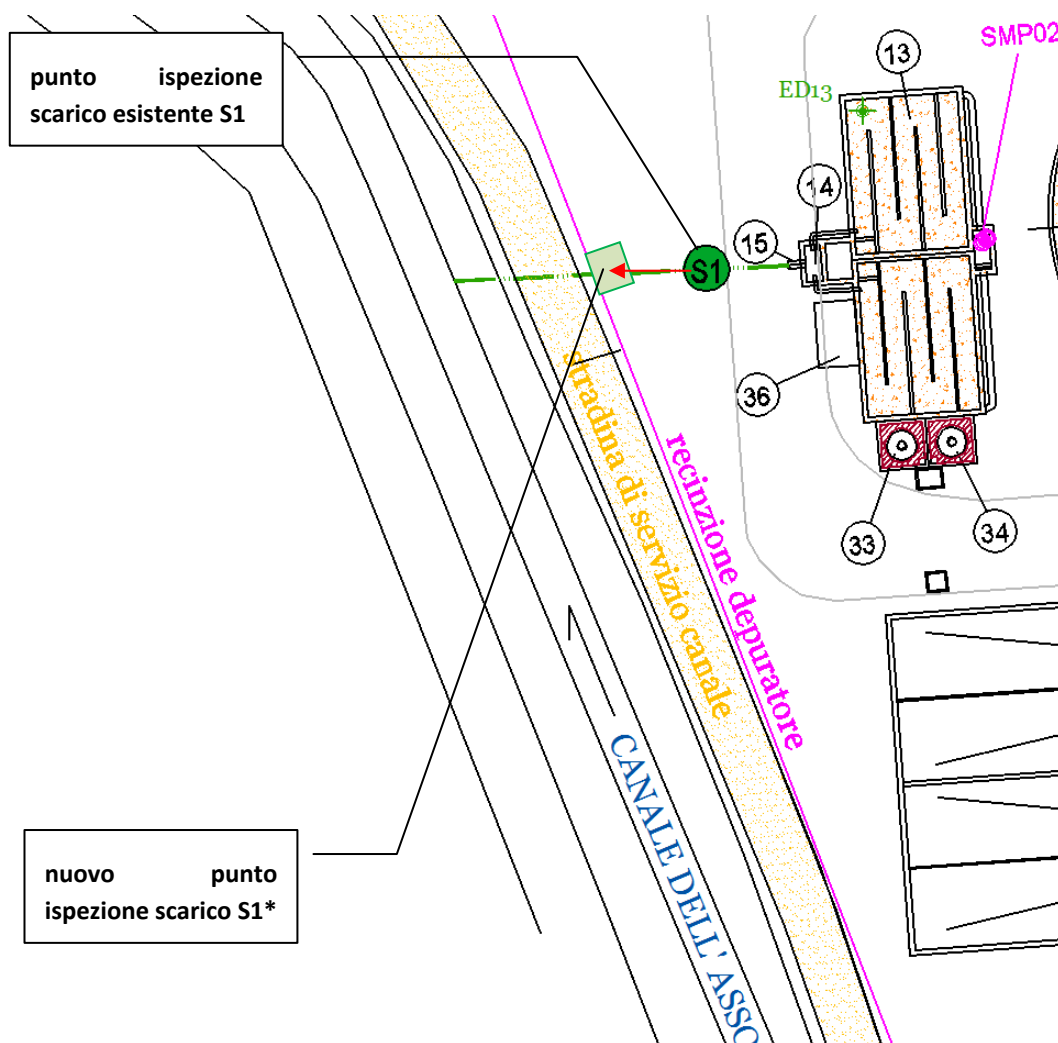 punto ispezione
scarico esistente S1
13
SMP02
ED13
14
15
S1
36
stradina di servizio canale
recinzione depuratore
33
34
CANALE DELL' ASSO
nuovo punto
ispezione scarico S1*